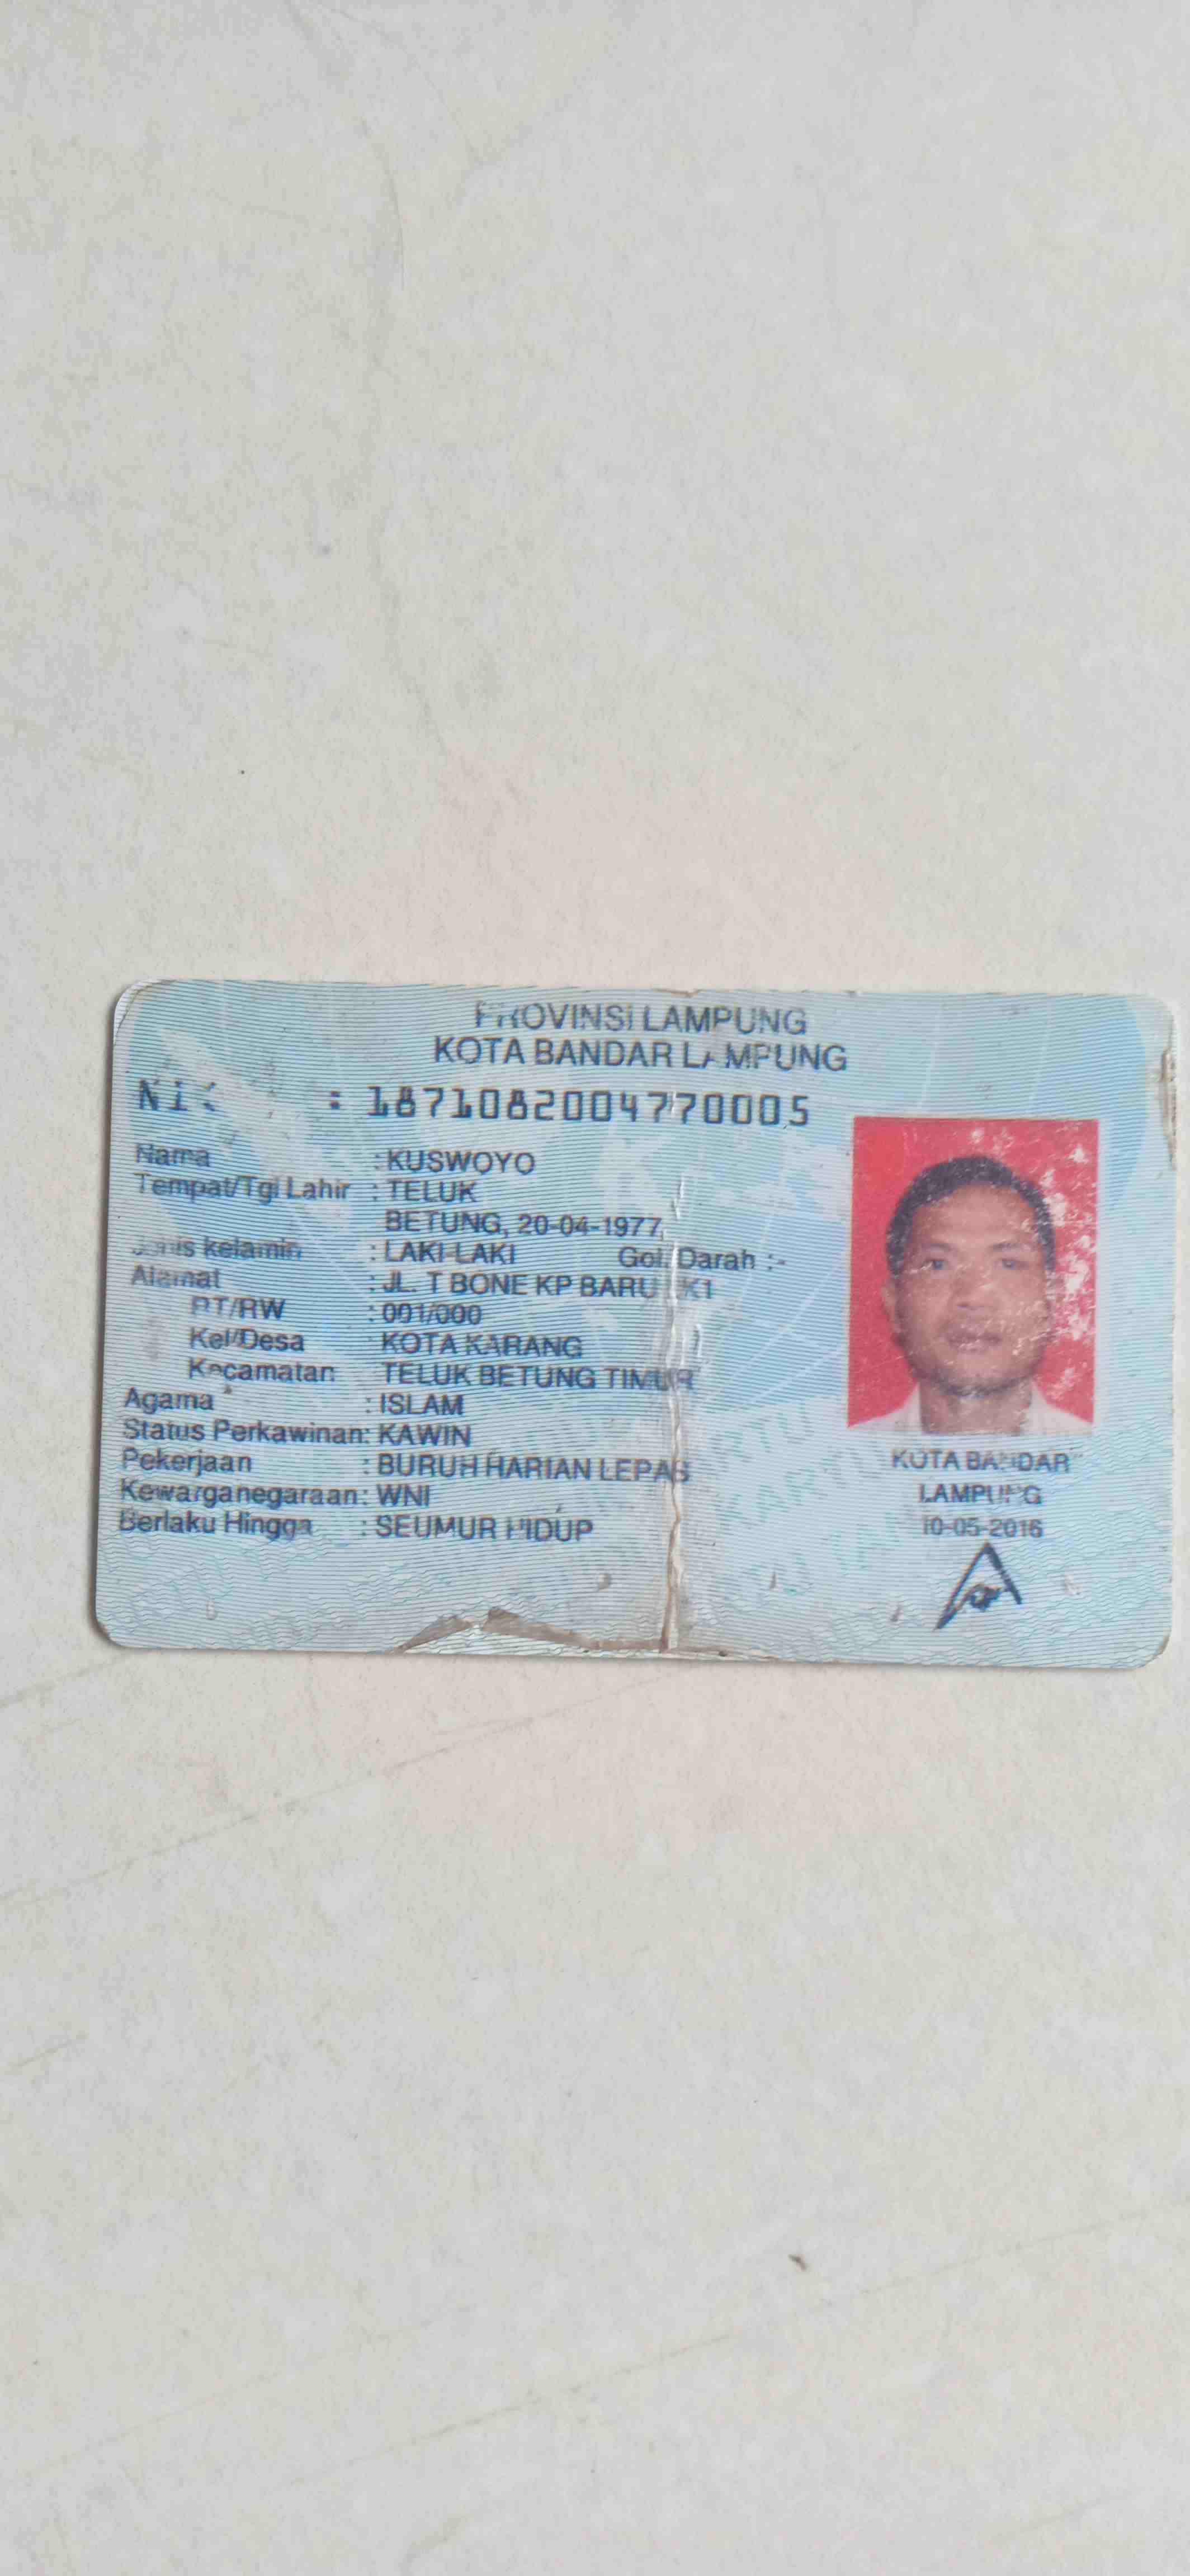 PROVINSI LAMPUNG
KOTA BANDAR LAMPUNG
NIK : 1871082004770005
Nama : KUSWOYO
Tempat/Tgl Lahir : TELUK
BETUNG, 20-04-1977
Jenis kelamin : LAKI-LAKI Gol. Darah :-
Alamat : JL. T BONE KP BARU LK1
RT/RW : 001/000
Kel/Desa : KOTA KARANG
Kecamatan : TELUK BETUNG TIMUR
Agama : ISLAM
Status Perkawinan: KAWIN
Pekerjaan : BURUH HARIAN LEPAS
Kewarganegaraan: WNI
Berlaku Hingga : SEUMUR HIDUP
KOTA BANDAR
LAMPUNG
10-05-2016